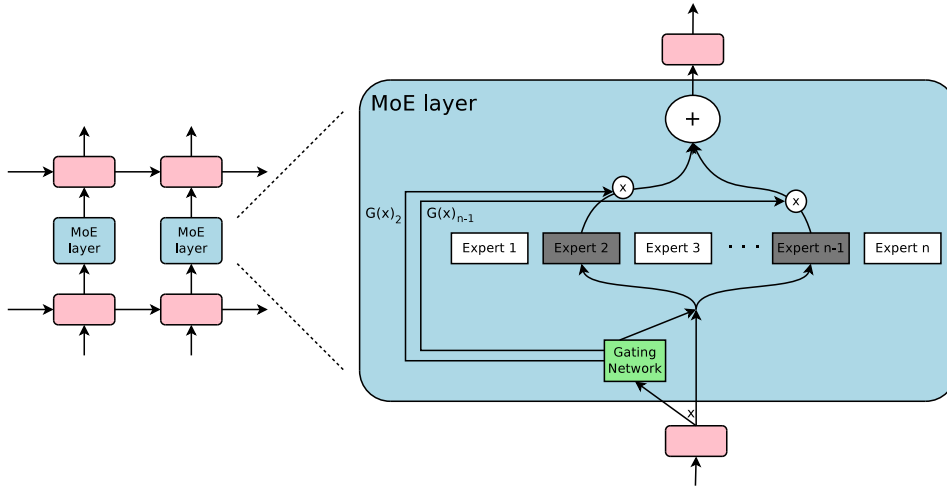 MoE layer
+
x
x
G(x)2
G(x)n-1
Expert 1
Expert 2
Expert 3
. . .
Expert n-1
Expert n
MoE
layer
MoE
layer
Gating
Network
x